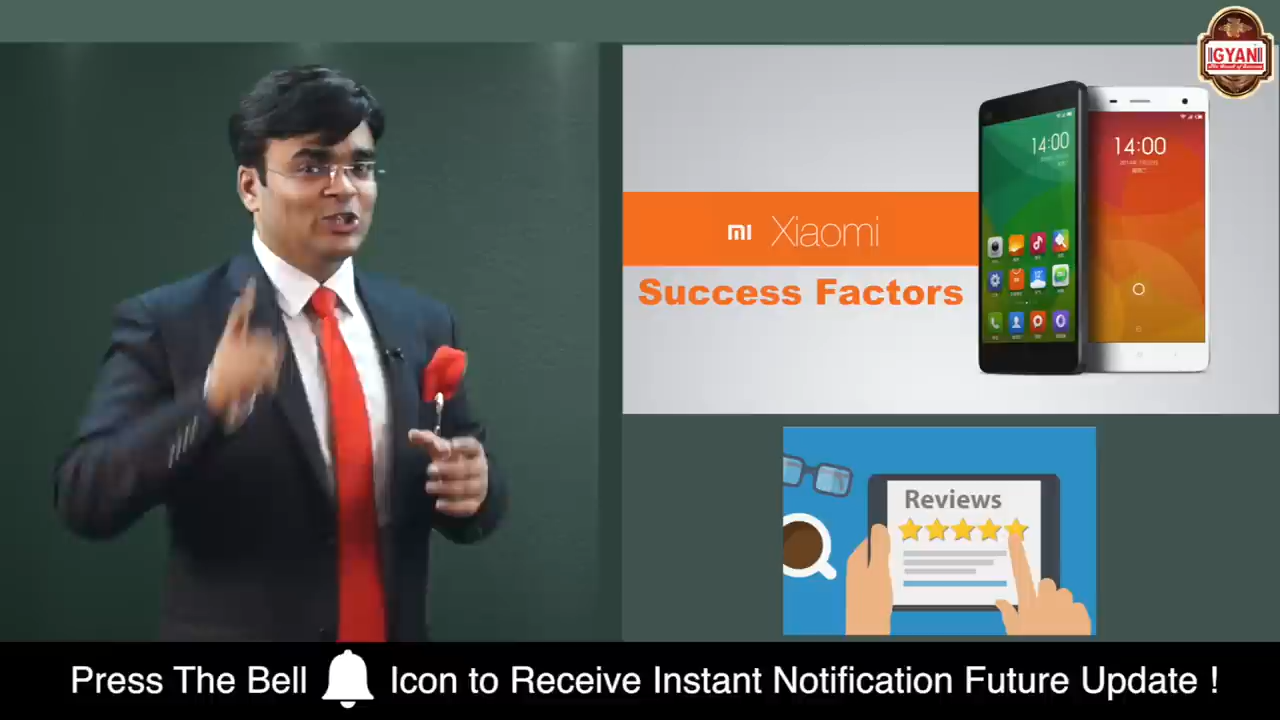 GYAN
mi Xiaomi
Success Factors
14:00
14:00
Reviews
Press The Bell Icon to Receive Instant Notification Future Update !